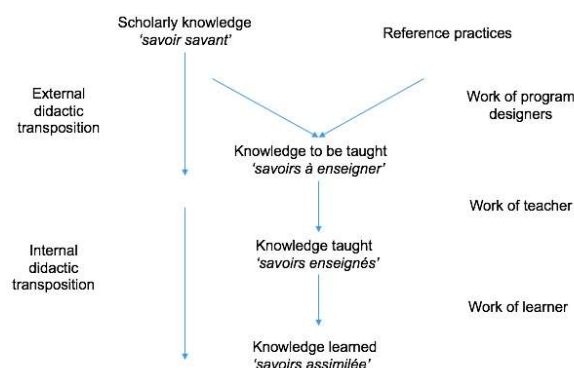 Scholarly knowledge
‘savoir savant’
Reference practices
External
didactic
transposition
Work of program
designers
Knowledge to be taught
‘savoirs à enseigner’
Work of teacher
Knowledge taught
‘savoirs enseignés’
Internal
didactic
transposition
Work of learner
Knowledge learned
‘savoirs assimilée’